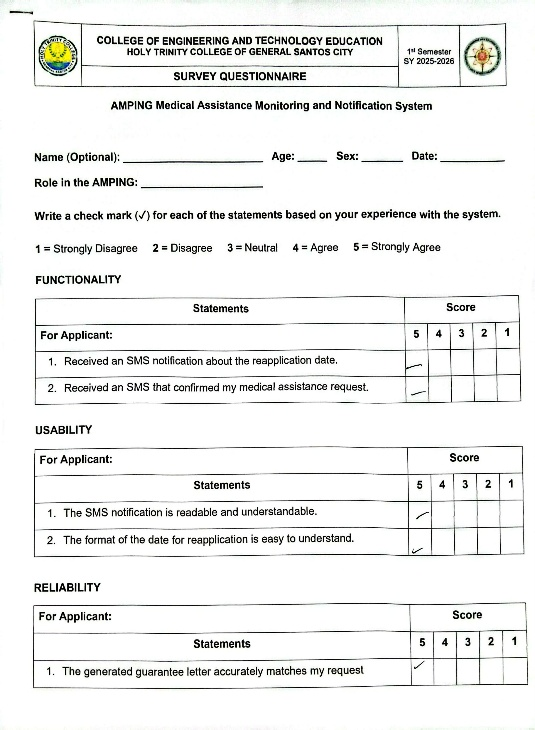 COLLEGE OF ENGINEERING AND TECHNOLOGY EDUCATION
HOLY TRINITY COLLEGE OF GENERAL SANTOS CITY
1st Semester
SY 2025-2026
SURVEY QUESTIONNAIRE
AMPING Medical Assistance Monitoring and Notification System
Name (Optional): ____ Age: ____ Sex: ____ Date: ____
Role in the AMPING: ____
Write a check mark (✓) for each of the statements based on your experience with the system.
1 = Strongly Disagree 2 = Disagree 3 = Neutral 4 = Agree 5 = Strongly Agree
FUNCTIONALITY
Statements Score
For Applicant: 5 4 3 2 1
1. Received an SMS notification about the reapplication date. ✓
2. Received an SMS that confirmed my medical assistance request. ✓
USABILITY
For Applicant: Score
Statements 5 4 3 2 1
1. The SMS notification is readable and understandable. ✓
2. The format of the date for reapplication is easy to understand. ✓
RELIABILITY
For Applicant: Score
Statements 5 4 3 2 1
1. The generated guarantee letter accurately matches my request ✓